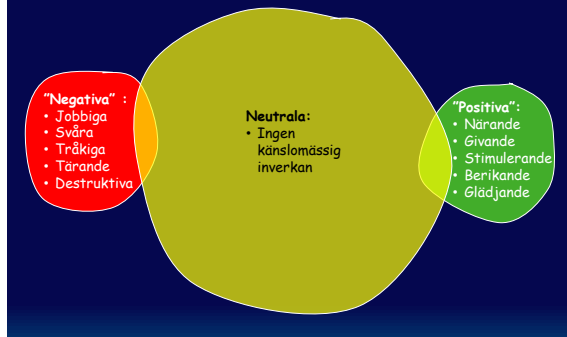 "Negativa" :
• Jobbiga
• Svåra
• Tråkiga
• Tärande
• Destruktiva
Neutrala:
• Ingen
känslomässig
inverkan
"Positiva":
• Närande
• Givande
• Stimulerande
• Berikande
• Glädjande